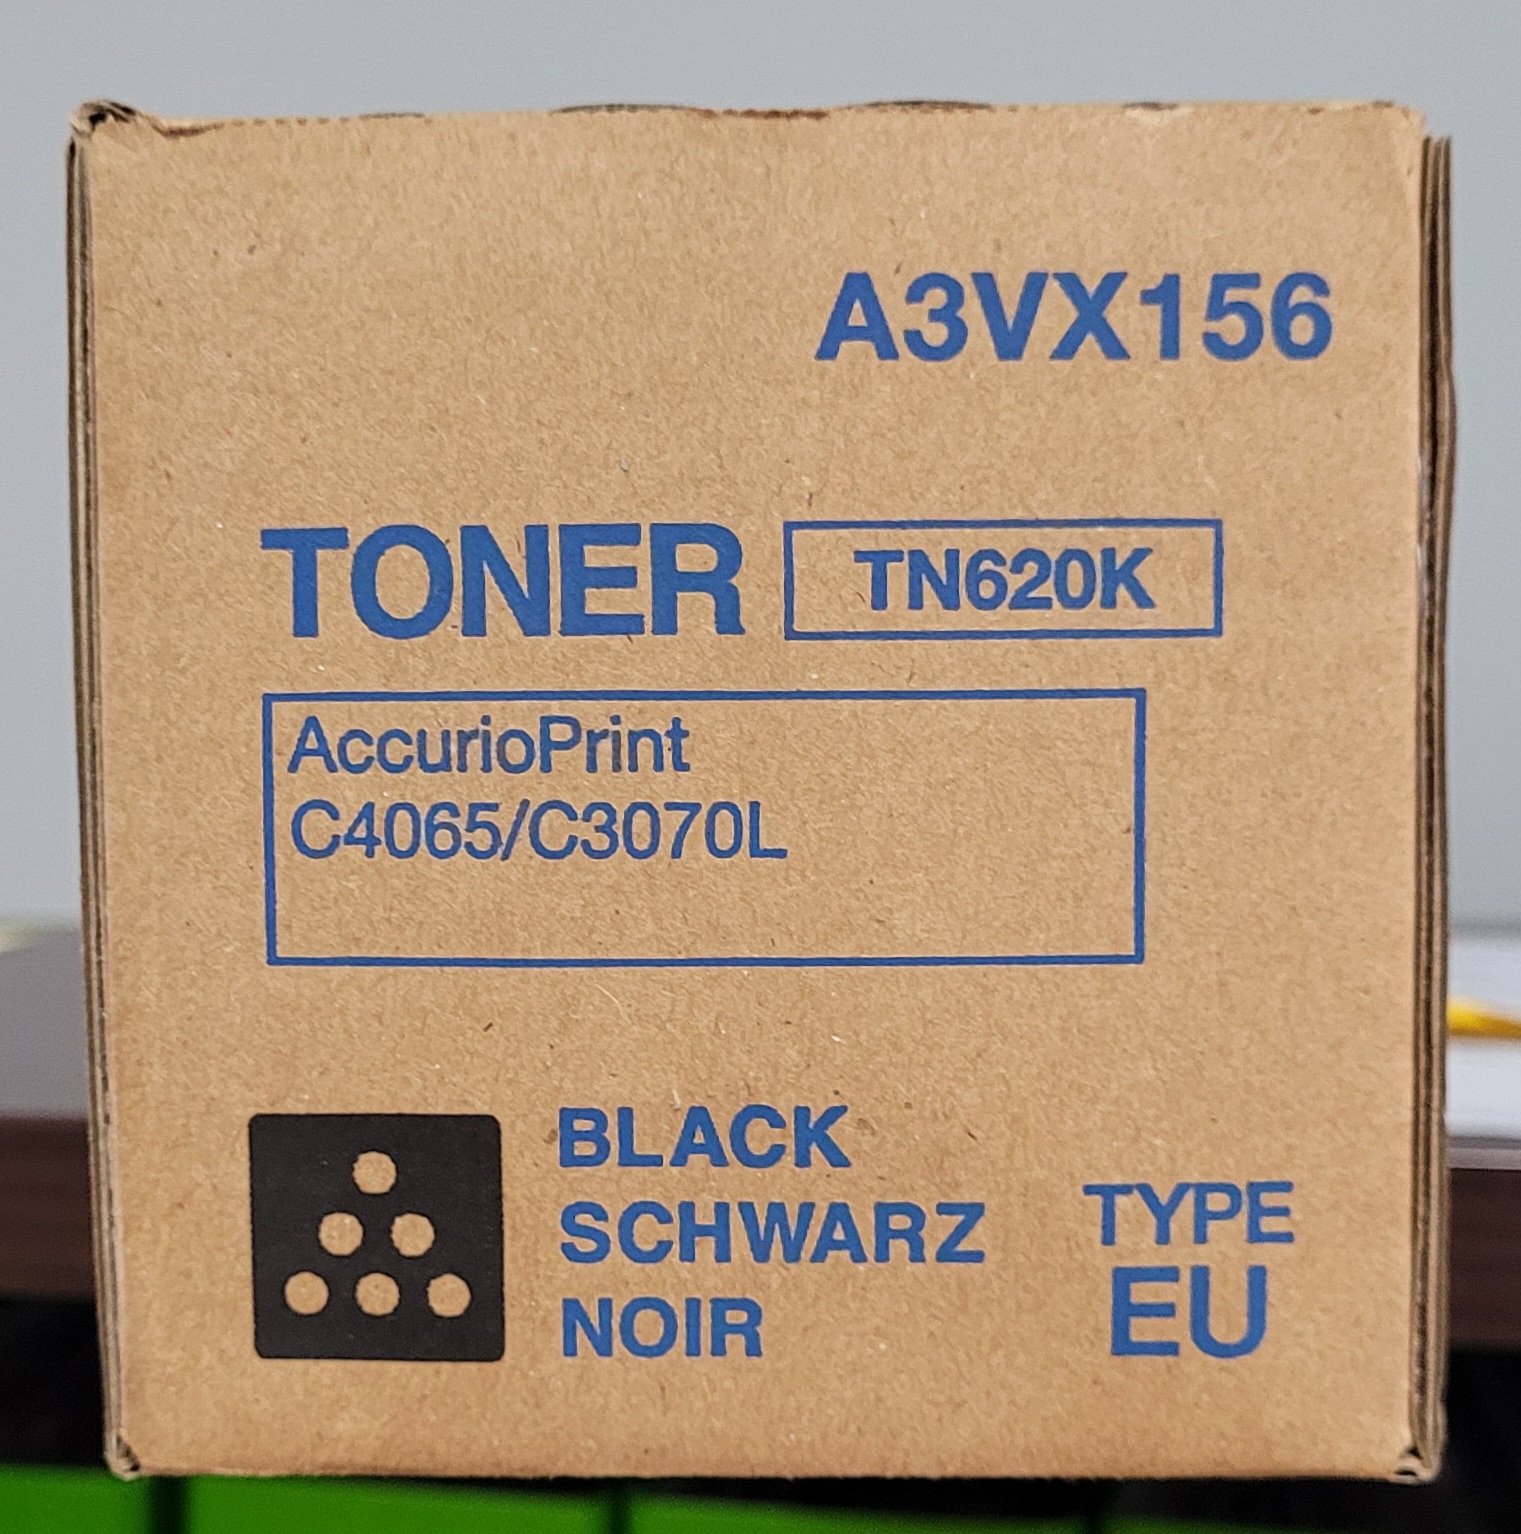 A3VX156
TONER TN620K
AccurioPrint
C4065/C3070L
BLACK
SCHWARZ
NOIR
TYPE
EU